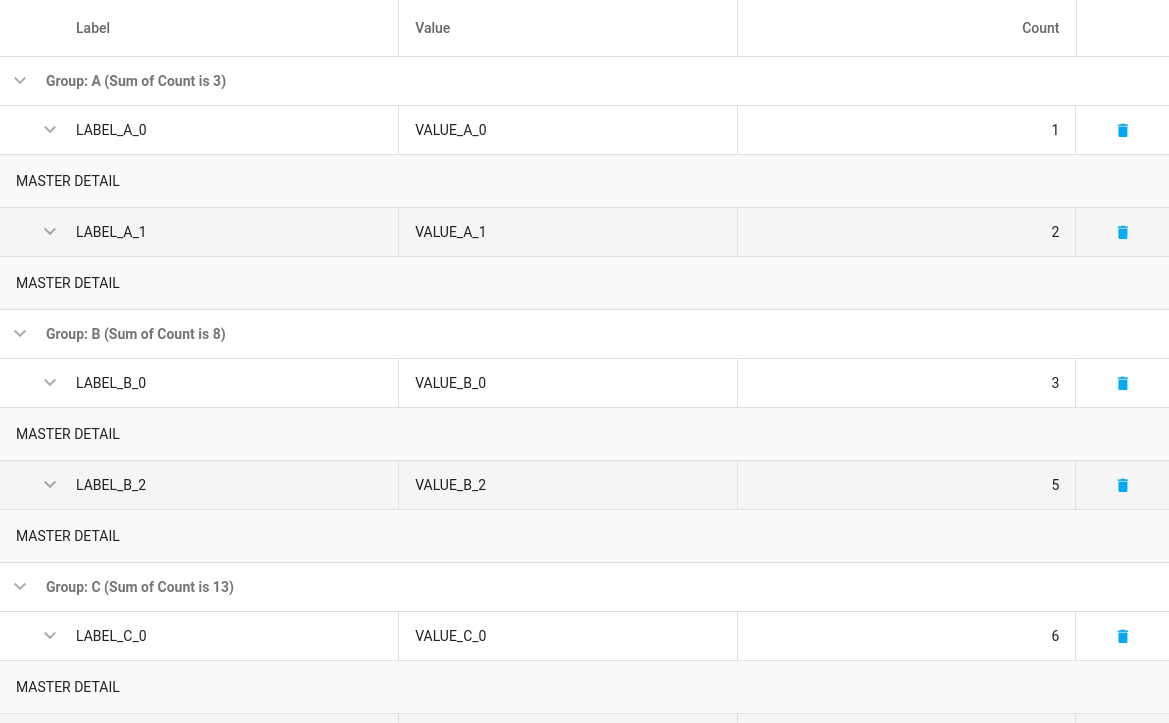 Label Value Count
Group: A (Sum of Count is 3)
LABEL_A_0 VALUE_A_0 1
MASTER DETAIL
LABEL_A_1 VALUE_A_1 2
MASTER DETAIL
Group: B (Sum of Count is 8)
LABEL_B_0 VALUE_B_0 3
MASTER DETAIL
LABEL_B_2 VALUE_B_2 5
MASTER DETAIL
Group: C (Sum of Count is 13)
LABEL_C_0 VALUE_C_0 6
MASTER DETAIL